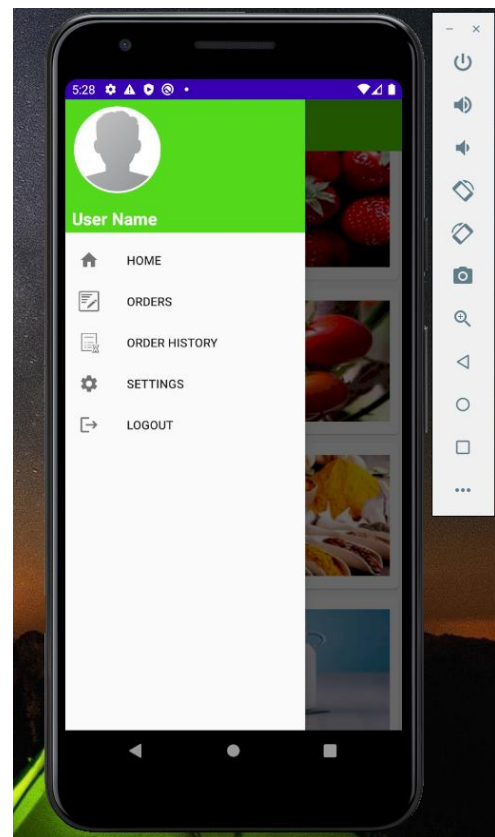 5:28
User Name
HOME
ORDERS
ORDER HISTORY
SETTINGS
LOGOUT